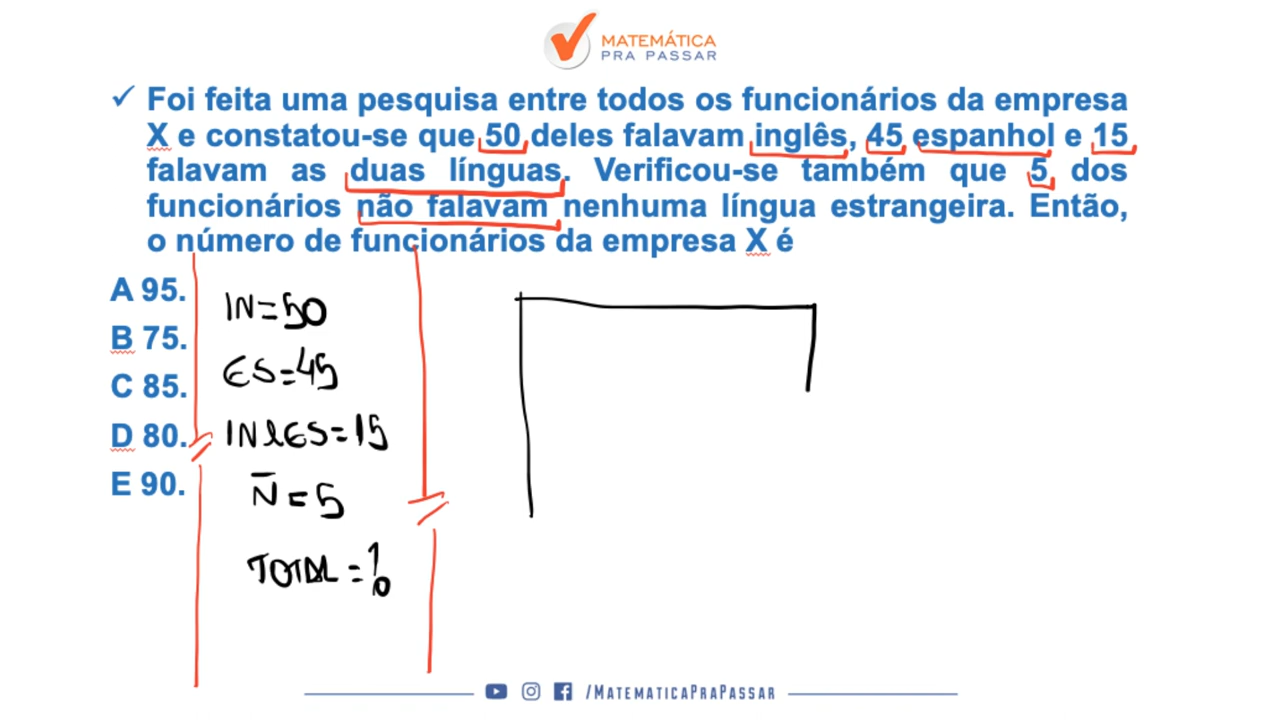 MATEMÁTICA
PRA PASSAR
✓ Foi feita uma pesquisa entre todos os funcionários da empresa
X e constatou-se que 50 deles falavam inglês, 45 espanhol e 15
falavam as duas línguas. Verificou-se também que 5 dos
funcionários não falavam nenhuma língua estrangeira. Então,
o número de funcionários da empresa X é
A 95.
B 75.
C 85.
D 80.
E 90.
IN=50
ES=45
IN&ES=15
N̄=5
TOTAL=?
/MATEMATICAPRAPASSAR